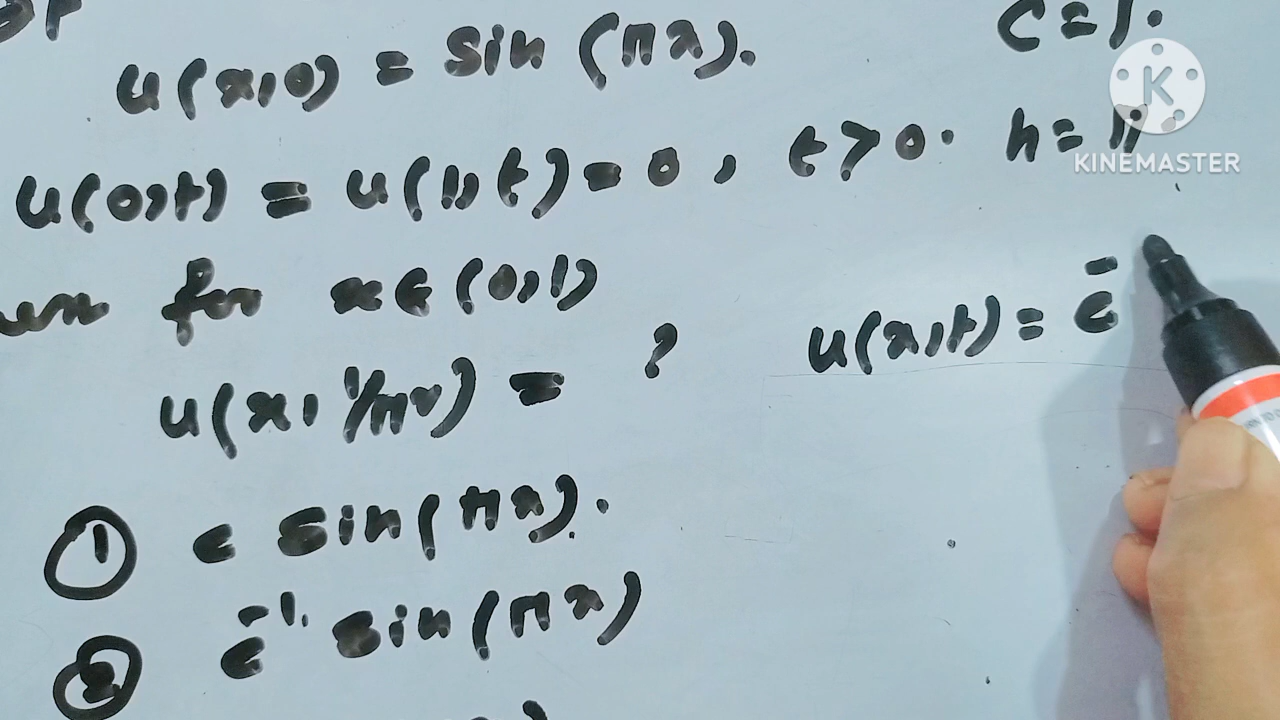 u(x,0) = sin (πx).
c = 1.
u(0,t) = u(1,t) = 0, t > 0. h = π
K
KINEMASTER
for x ∈ (0,1)
u(x, 1/π²) = ?
u(x,t) = e⁻
① e sin(πx).
② e⁻¹. sin(πx)